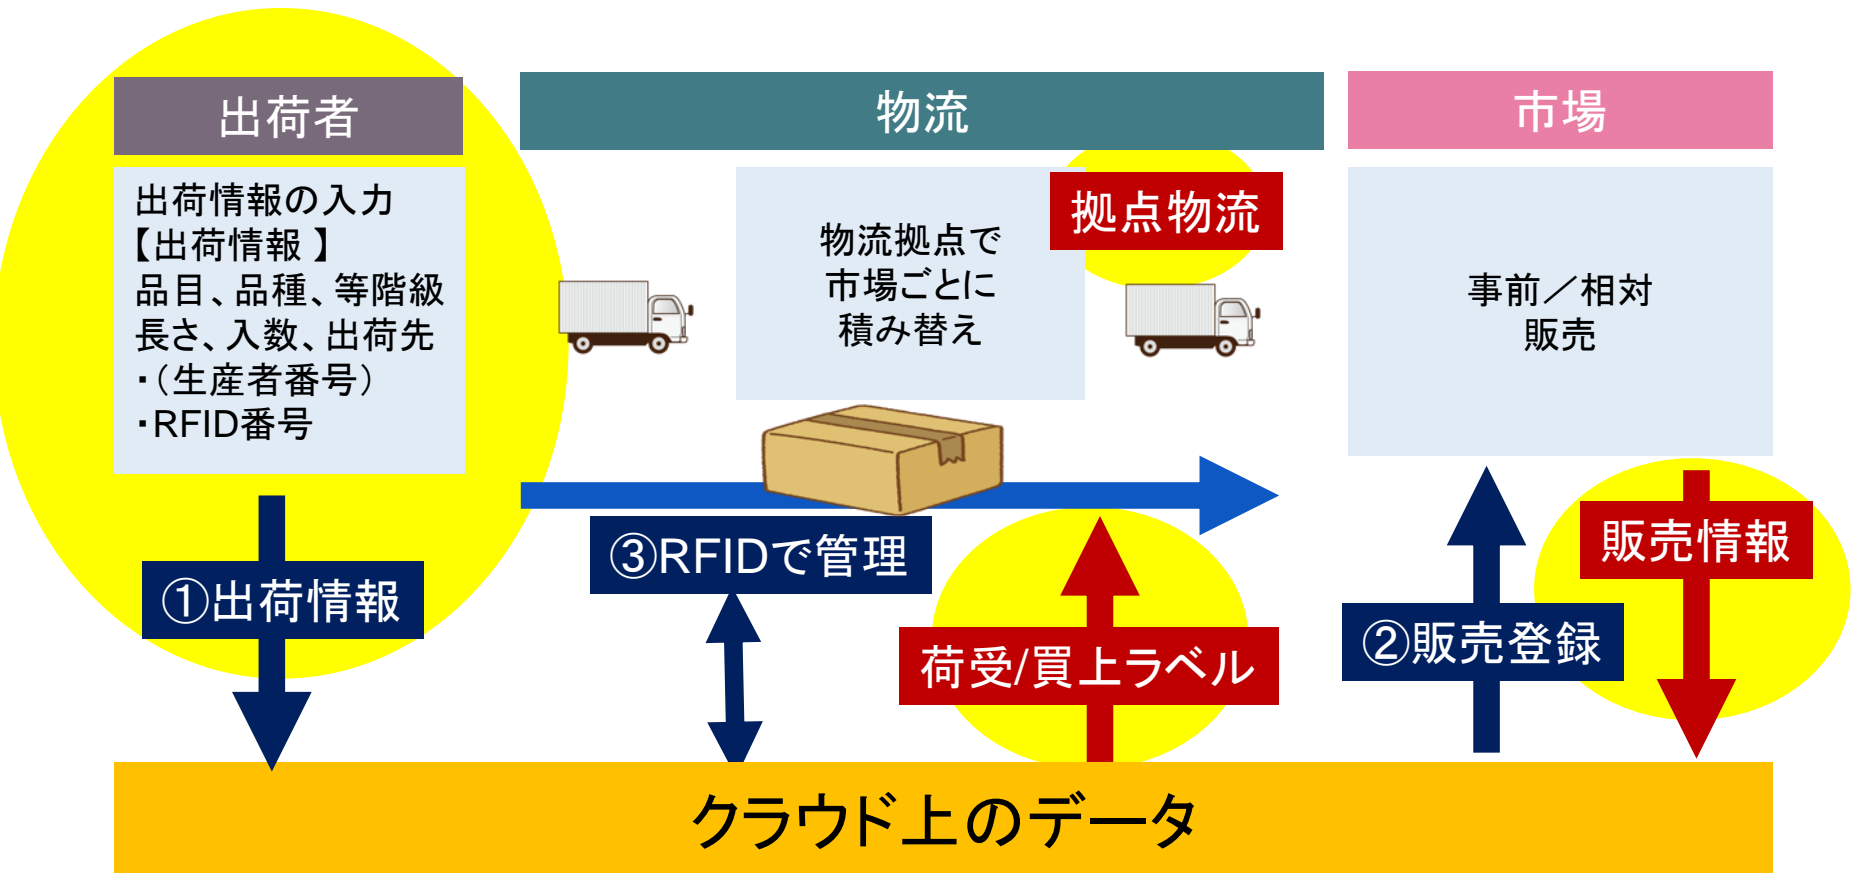 出荷者
物流
市場
出荷情報の入力
【出荷情報 】
品目、品種、等階級
長さ、入数、出荷先
・（生産者番号）
・RFID番号
物流拠点で
市場ごとに
積み替え
拠点物流
事前／相対
販売
①出荷情報
③RFIDで管理
荷受/買上ラベル
②販売登録
販売情報
クラウド上のデータ